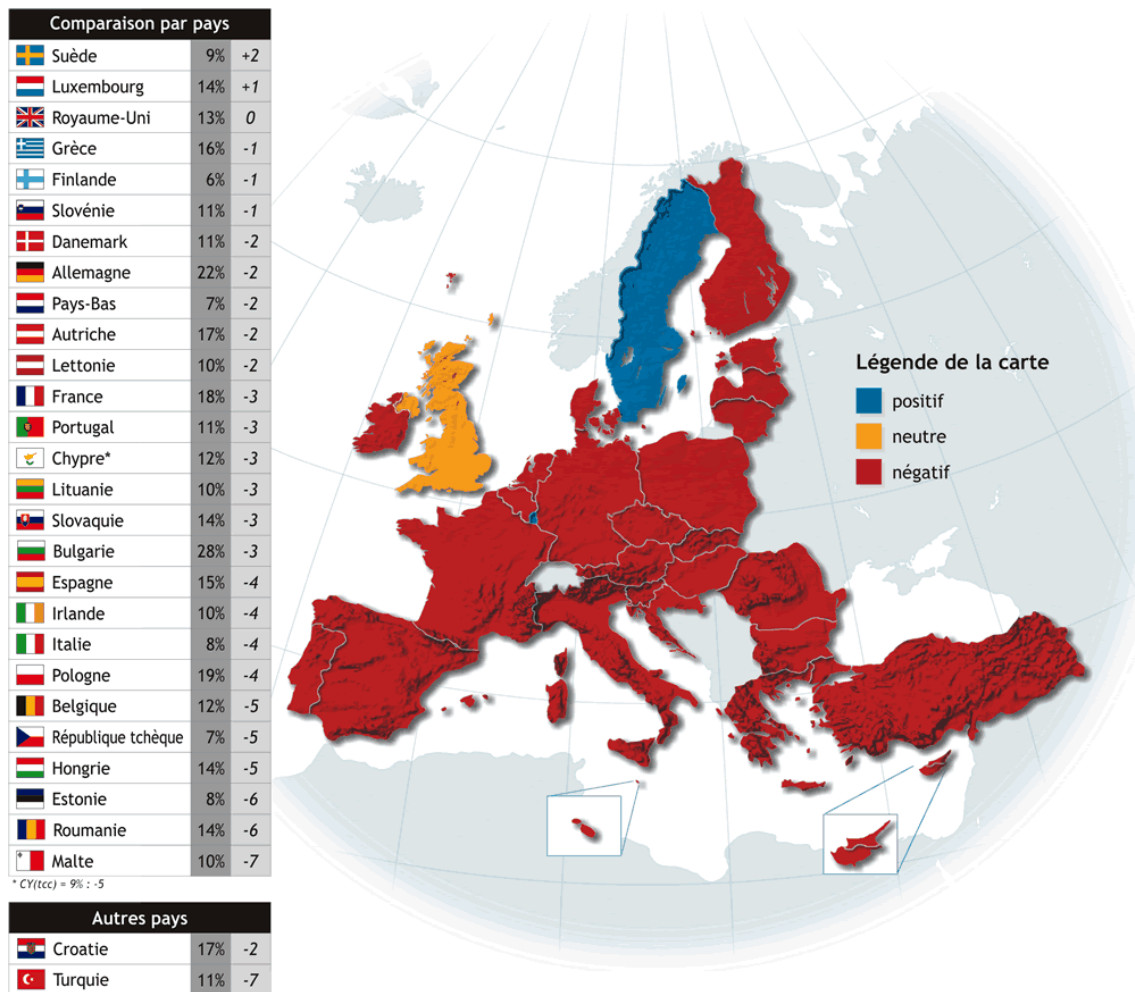 Comparaison par pays
Suède 9% +2
Luxembourg 14% +1
Royaume-Uni 13% 0
Grèce 16% -1
Finlande 6% -1
Slovénie 11% -1
Danemark 11% -2
Allemagne 22% -2
Pays-Bas 7% -2
Autriche 17% -2
Lettonie 10% -2
France 18% -3
Portugal 11% -3
Chypre* 12% -3
Lituanie 10% -3
Slovaquie 14% -3
Bulgarie 28% -3
Espagne 15% -4
Irlande 10% -4
Italie 8% -4
Pologne 19% -4
Belgique 12% -5
République tchèque 7% -5
Hongrie 14% -5
Estonie 8% -6
Roumanie 14% -6
Malte 10% -7
* CY(tcc) = 9% : -5
Autres pays
Croatie 17% -2
Turquie 11% -7
Légende de la carte
positif
neutre
négatif